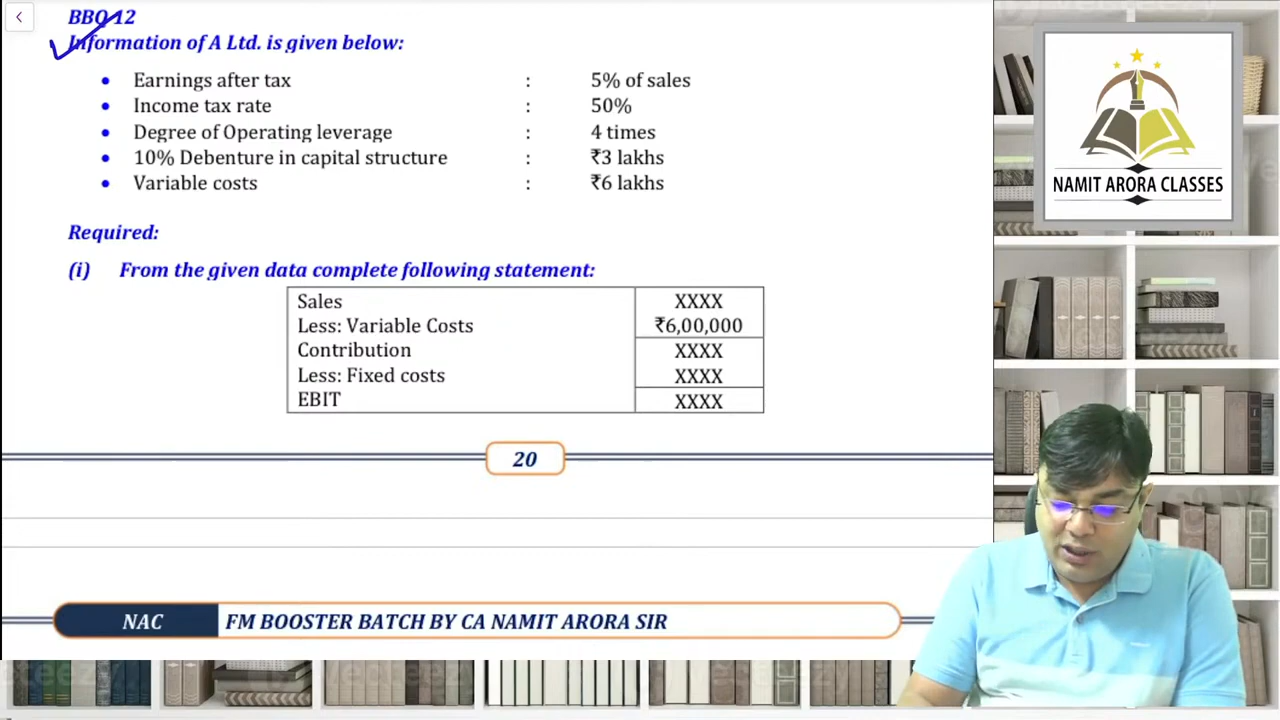 BBQ 12
Information of A Ltd. is given below:
• Earnings after tax : 5% of sales
• Income tax rate : 50%
• Degree of Operating leverage : 4 times
• 10% Debenture in capital structure : ₹3 lakhs
• Variable costs : ₹6 lakhs
Required:
(i) From the given data complete following statement:
Sales XXXX
Less: Variable Costs ₹6,00,000
Contribution XXXX
Less: Fixed costs XXXX
EBIT XXXX
20
NAC FM BOOSTER BATCH BY CA NAMIT ARORA SIR
NAMIT ARORA CLASSES